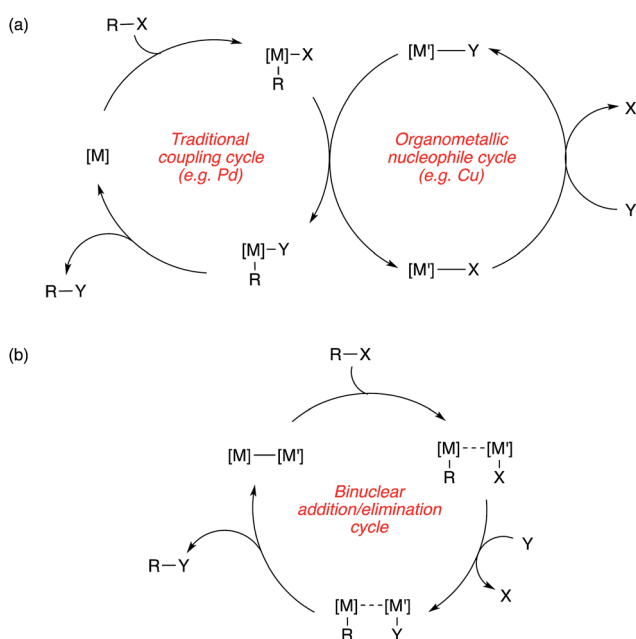 (a)
R—X
[M]–X
R
[M']—Y
X
Traditional
coupling cycle
(e.g. Pd)
Organometallic
nucleophile cycle
(e.g. Cu)
[M]
Y
[M]–Y
R
[M']—X
R—Y
(b)
R—X
[M]—[M']
[M]---[M']
R X
Binuclear
addition/elimination
cycle
Y
R—Y
X
[M]---[M']
R Y